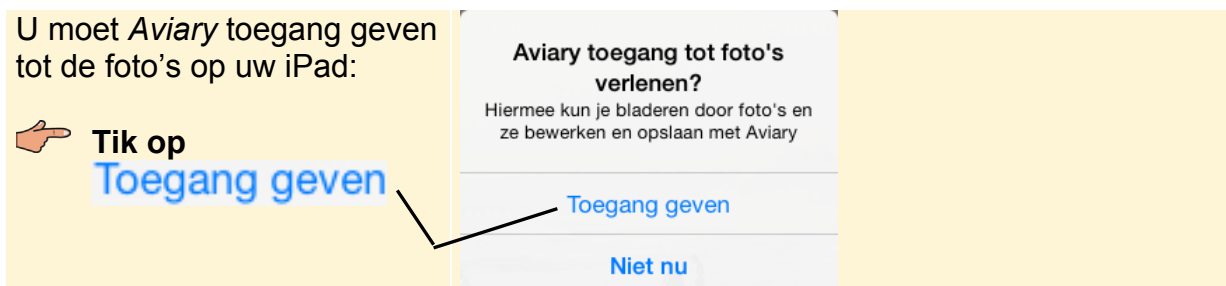 U moet Aviary toegang geven
tot de foto’s op uw iPad:
Tik op
Toegang geven
Aviary toegang tot foto's
verlenen?
Hiermee kun je bladeren door foto's en
ze bewerken en opslaan met Aviary
Toegang geven
Niet nu